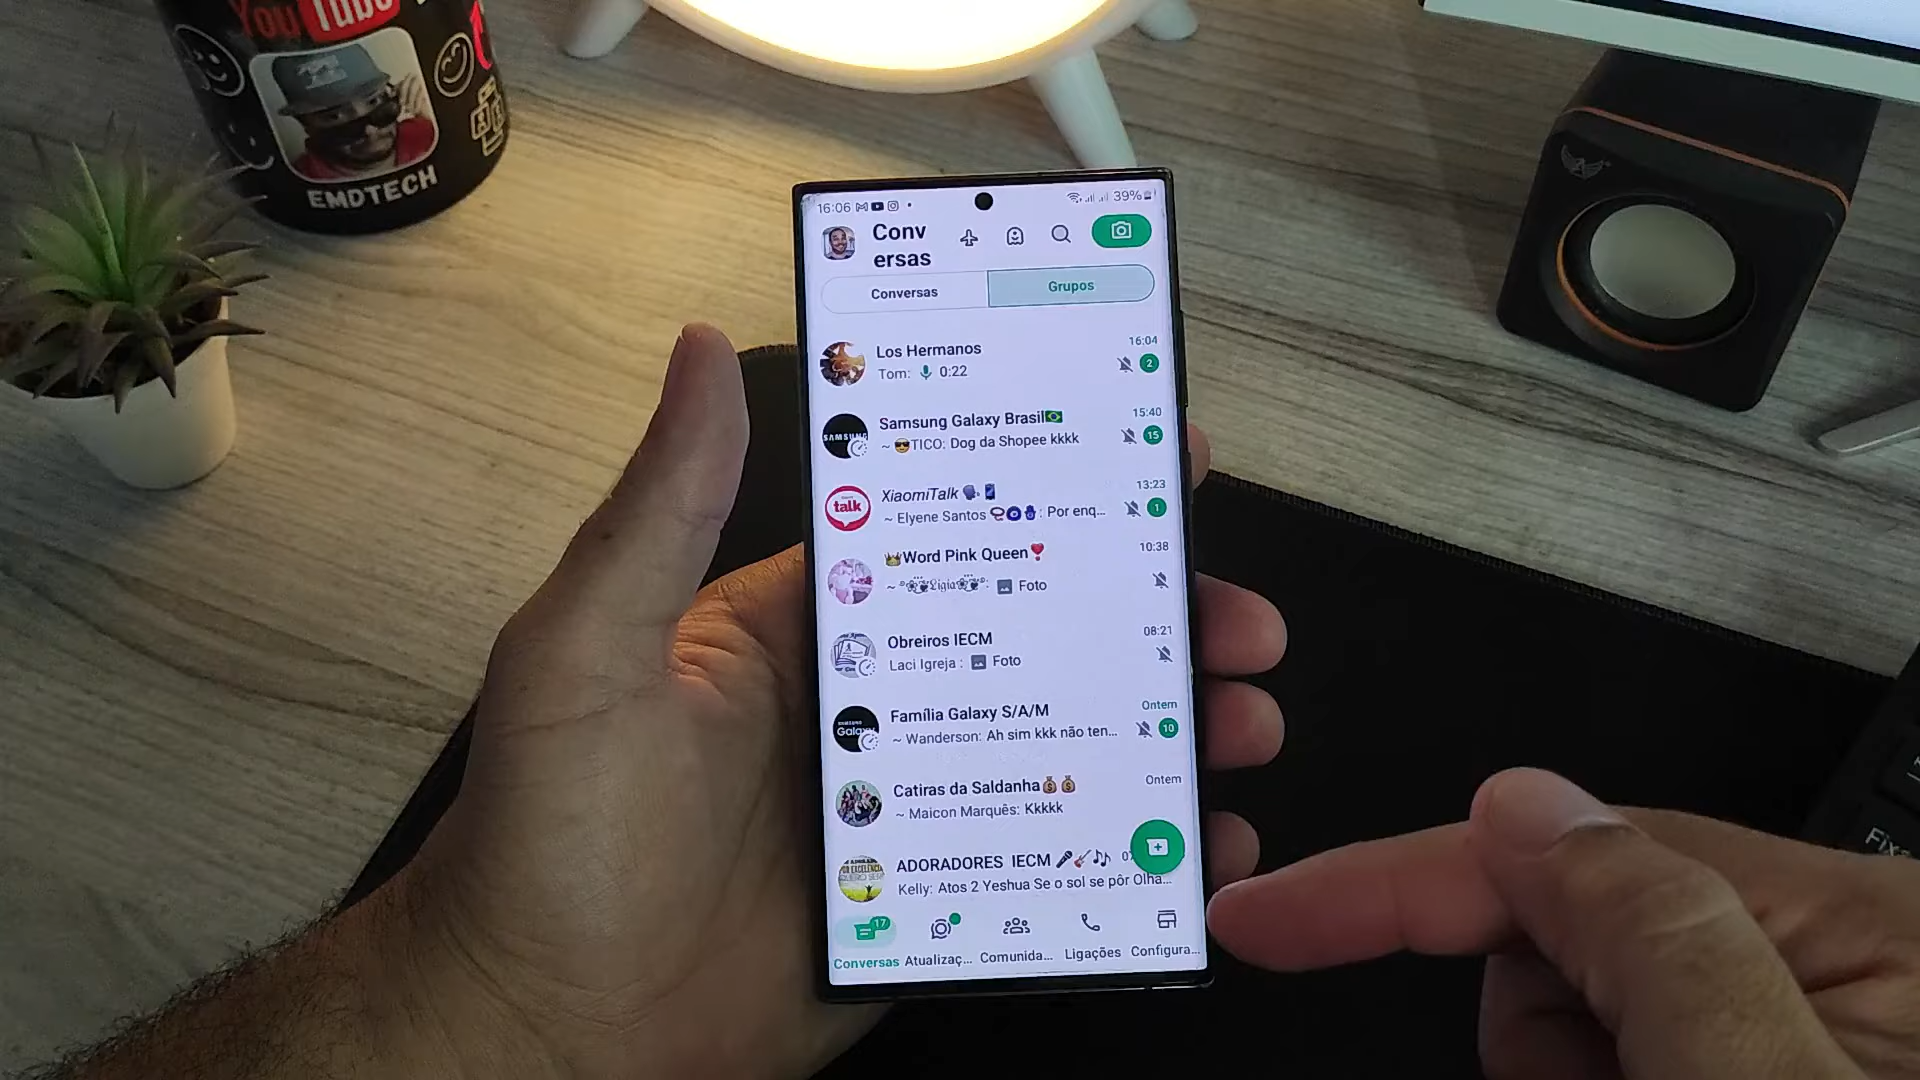 YouTube
EMDTECH
16:06
39%
Conv
ersas
Conversas
Grupos
Los Hermanos
16:04
Tom: 0:22
2
Samsung Galaxy Brasil🇧🇷
15:40
SAMSUNG
~ 😎TICO: Dog da Shopee kkkk
15
XiaomiTalk 🗣📱
13:23
talk
~ Elyene Santos 📿🧿🪬: Por enq...
1
👑Word Pink Queen❣️
10:38
Foto
Obreiros IECM
08:21
Laci Igreja : Foto
Família Galaxy S/A/M
Ontem
~ Wanderson: Ah sim kkk não ten...
10
Catiras da Saldanha💰💰
Ontem
~ Maicon Marquês: Kkkkk
ADORADORES IECM 🎤🎸🎶
Kelly: Atos 2 Yeshua Se o sol se pôr Olha...
17
Conversas
Atualizaç...
Comunida...
Ligações
Configura...